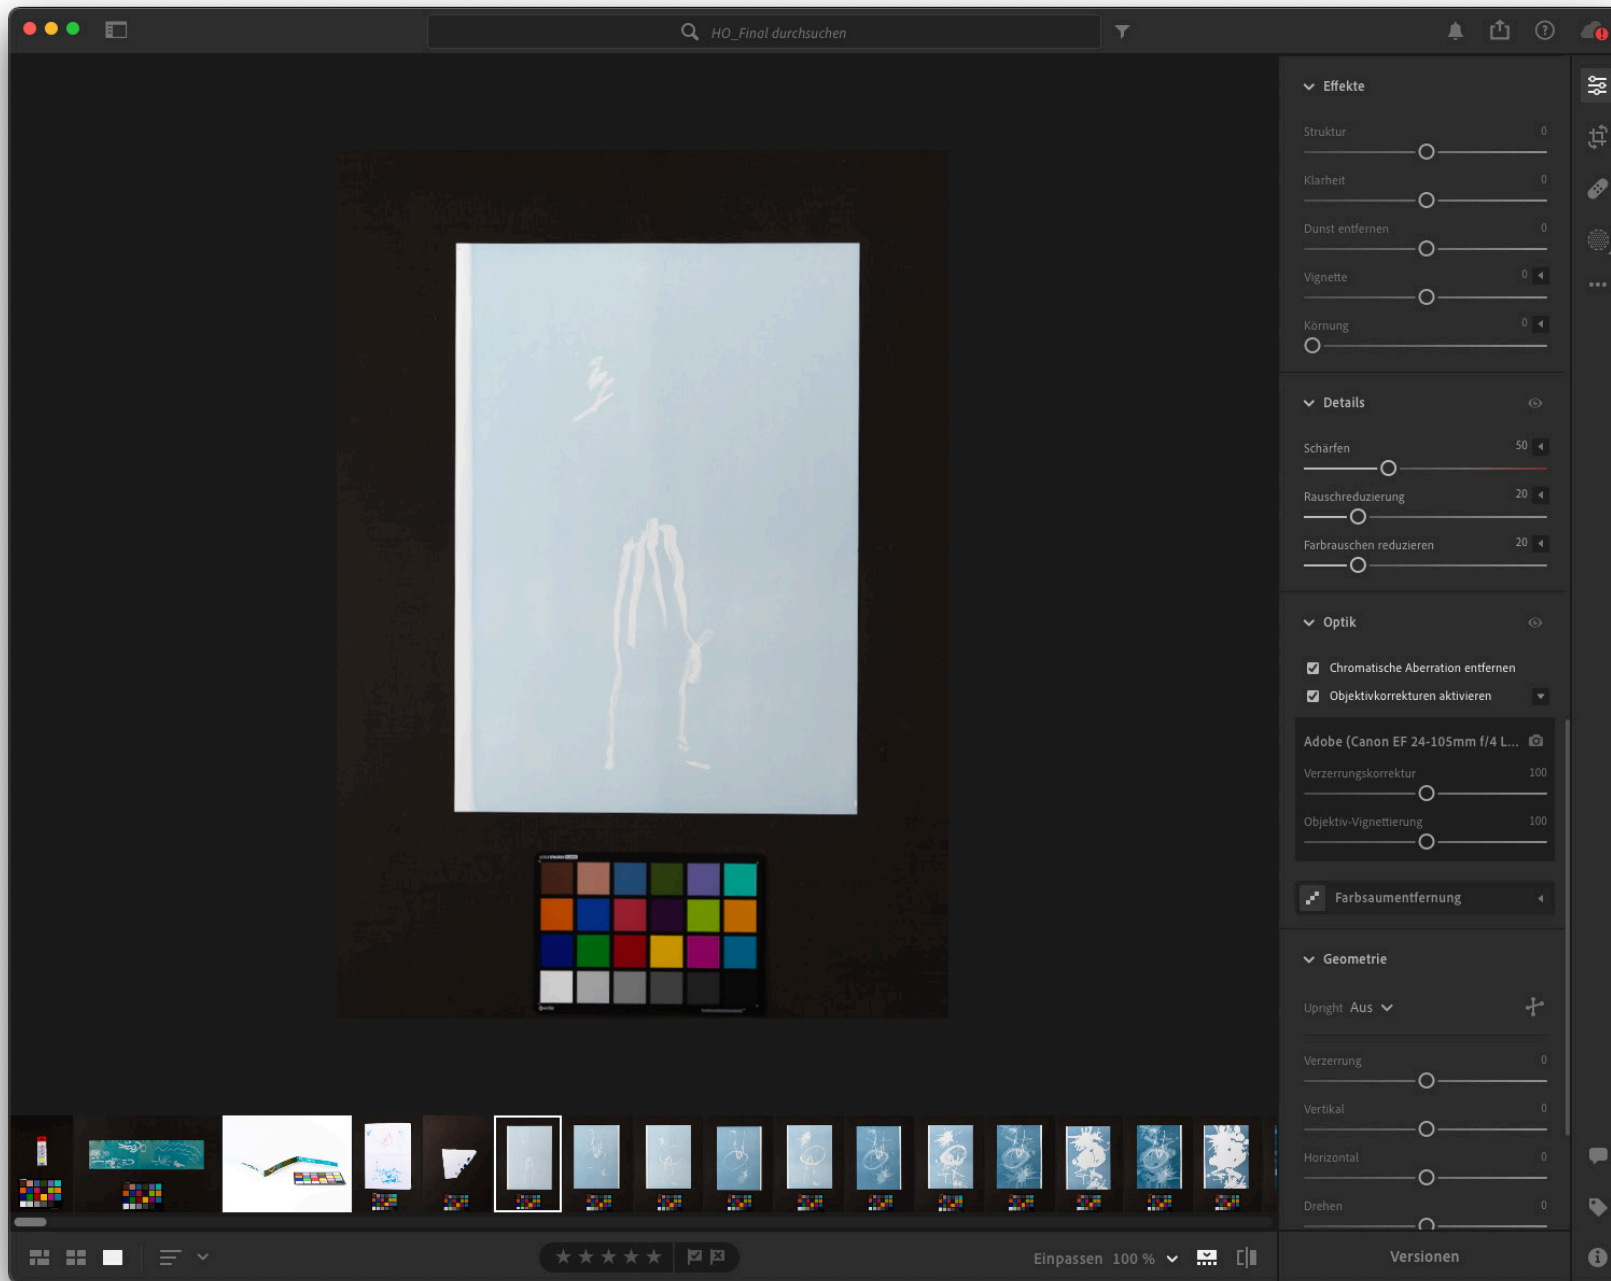 HO_Final durchsuchen
Effekte
Struktur 0
Klarheit 0
Dunst entfernen 0
Vignette 0
Körnung 0
Details
Schärfen 50
Rauschreduzierung 20
Farbrauschen reduzieren 20
Optik
Chromatische Aberration entfernen
Objektivkorrekturen aktivieren
Adobe (Canon EF 24-105mm f/4 L...
Verzerrungskorrektur 100
Objektiv-Vignettierung 100
Farbsaumentfernung
Geometrie
Upright Aus
Verzerrung 0
Vertikal 0
Horizontal 0
Drehen 0
Einpassen 100 %
Versionen